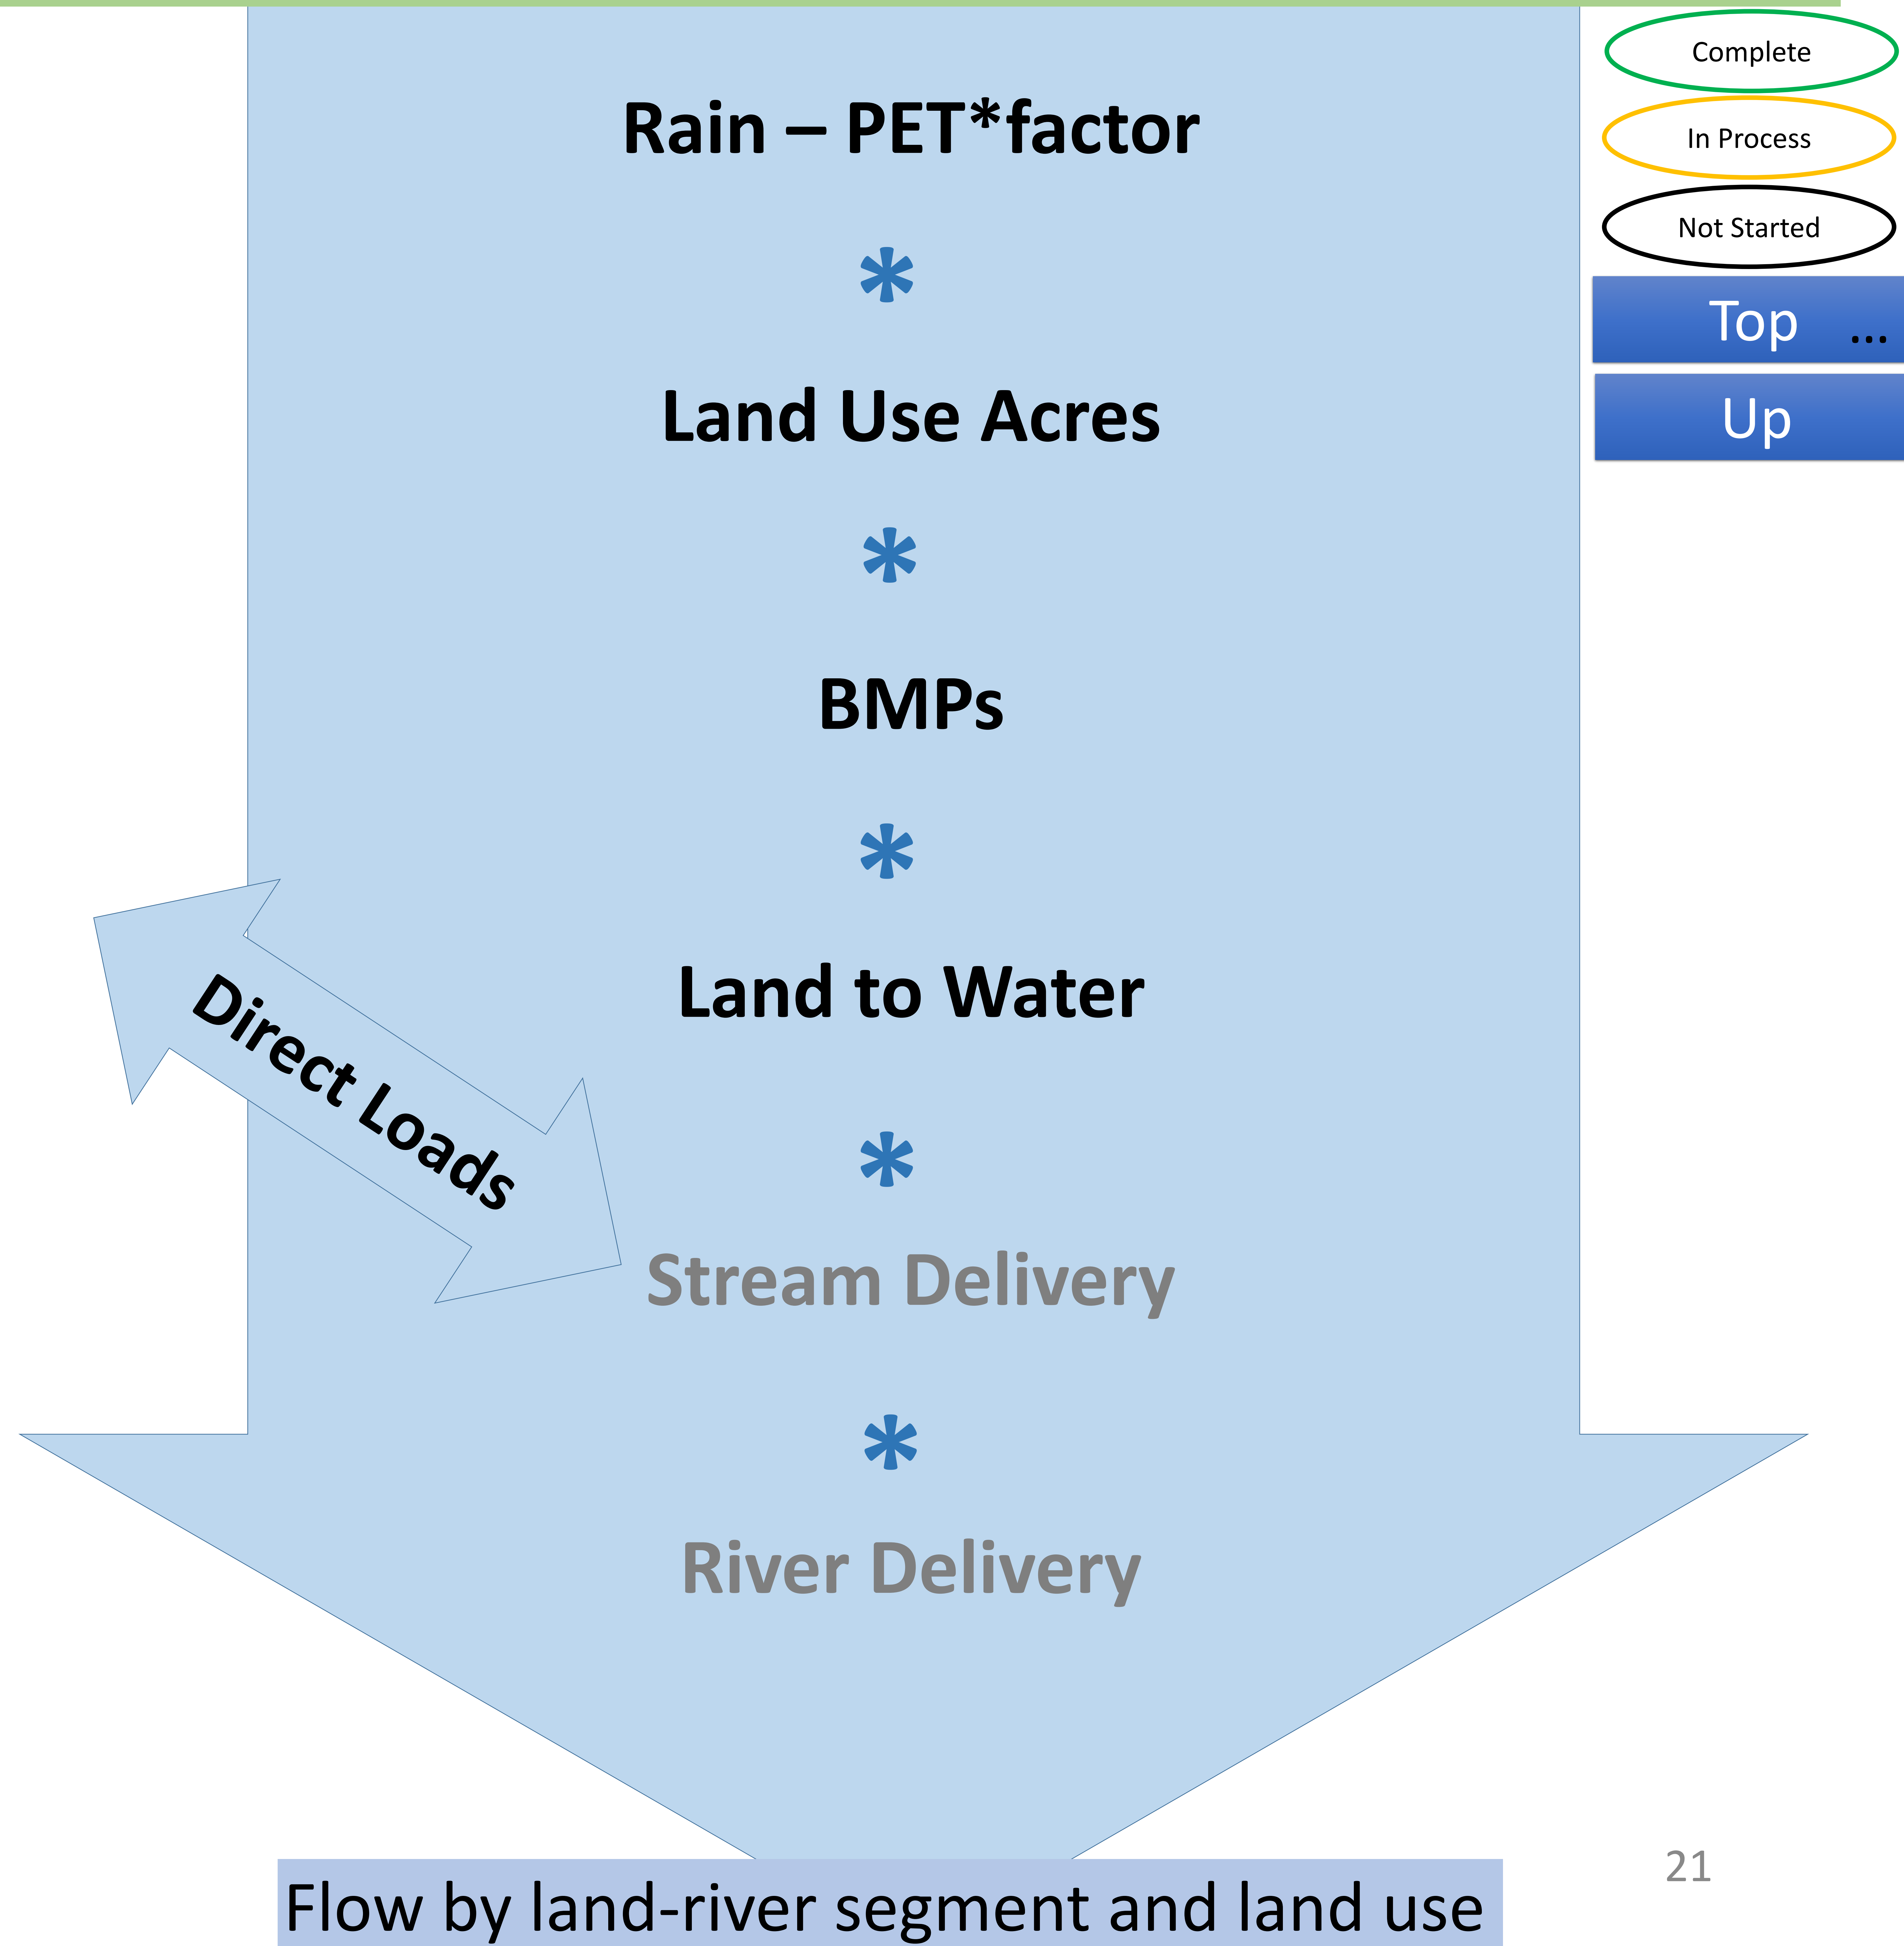 Rain – PET*factor
*
Land Use Acres
*
BMPs
*
Land to Water
*
Direct Loads
Stream Delivery
*
River Delivery
Flow by land-river segment and land use
Complete
In Process
Not Started
Top ...
Up
21